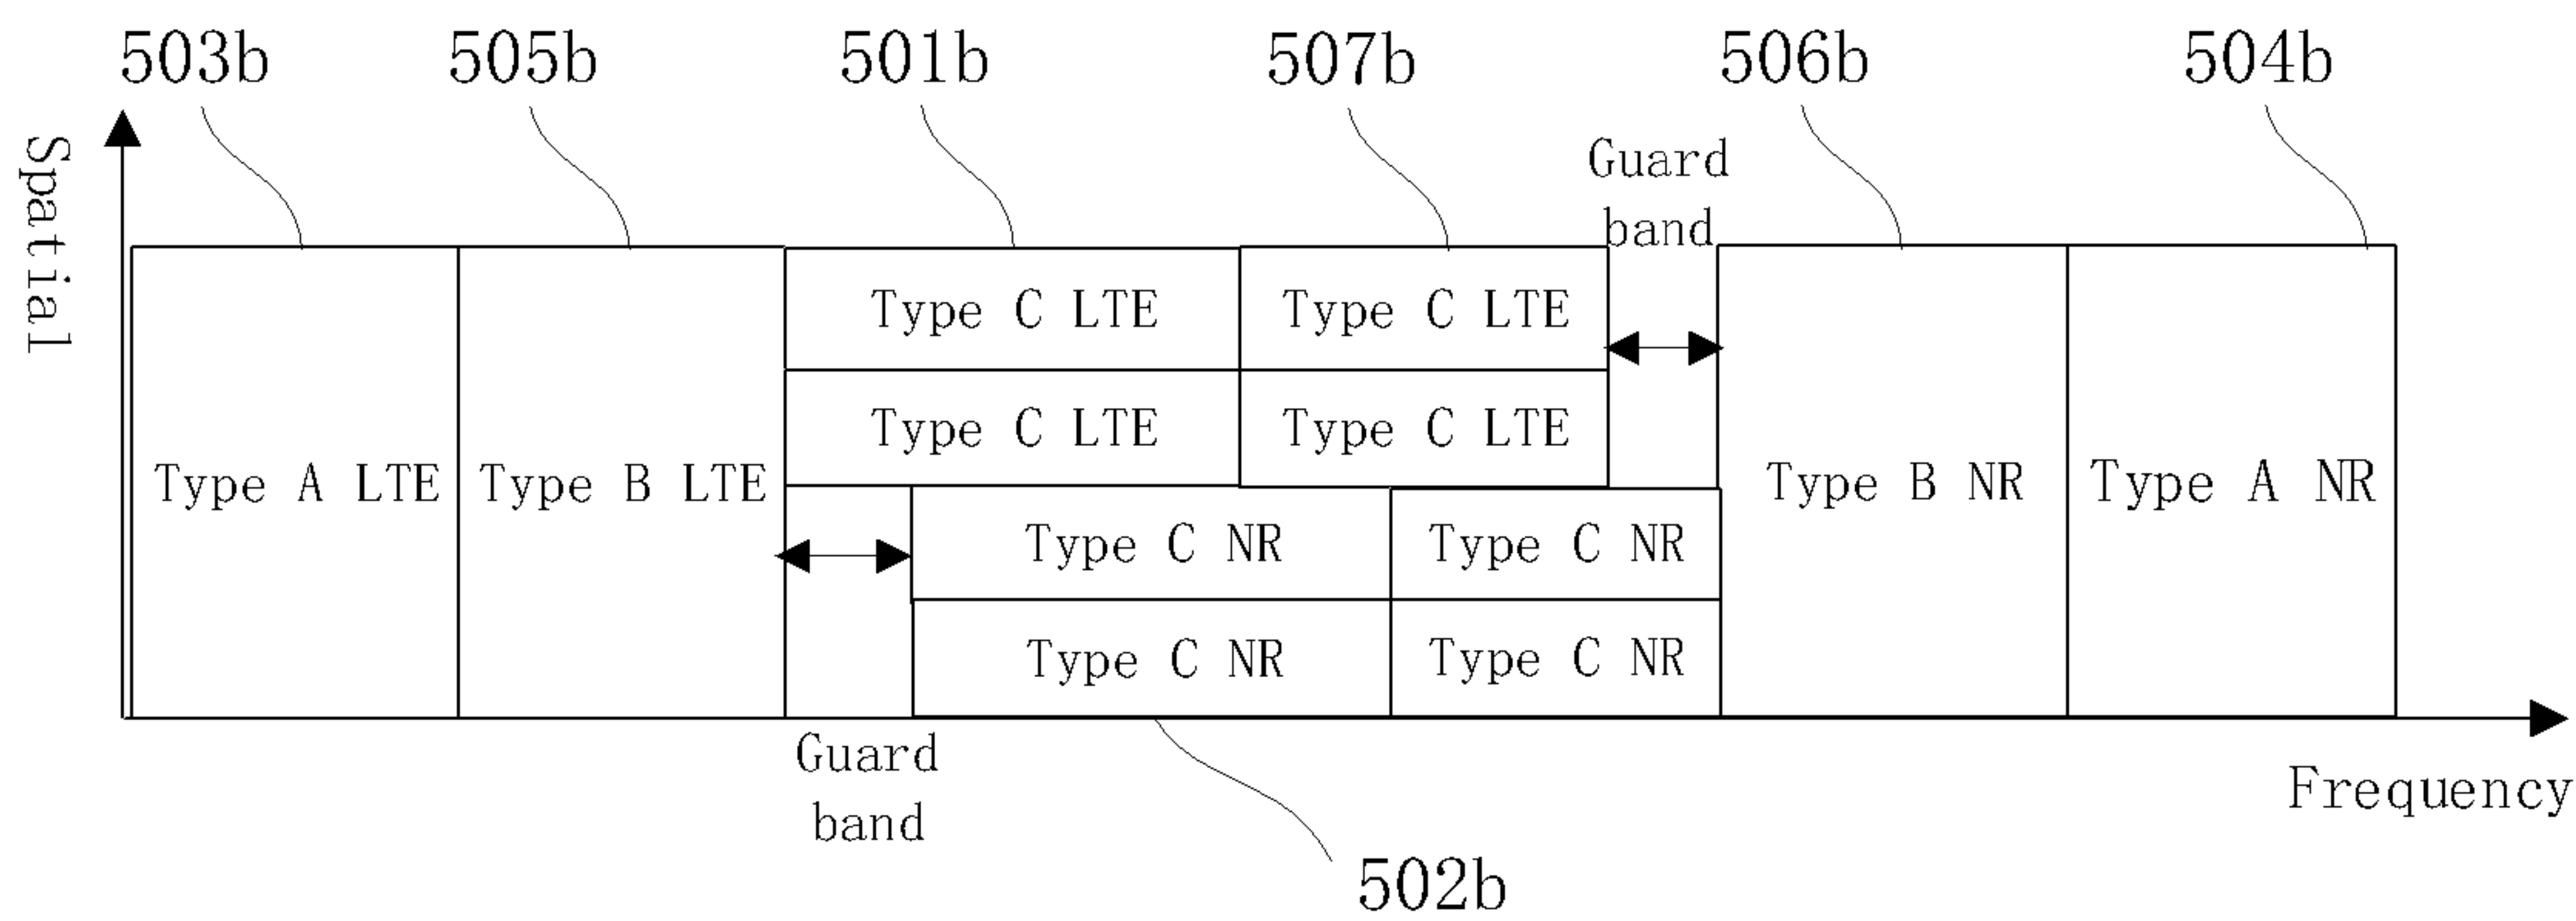 503b 505b 501b 507b 506b 504b
Spatial
Guard
band
Type C LTE Type C LTE
Type C LTE Type C LTE
Type A LTE Type B LTE Type B NR Type A NR
Type C NR Type C NR
Type C NR Type C NR
Guard
band
Frequency
502b